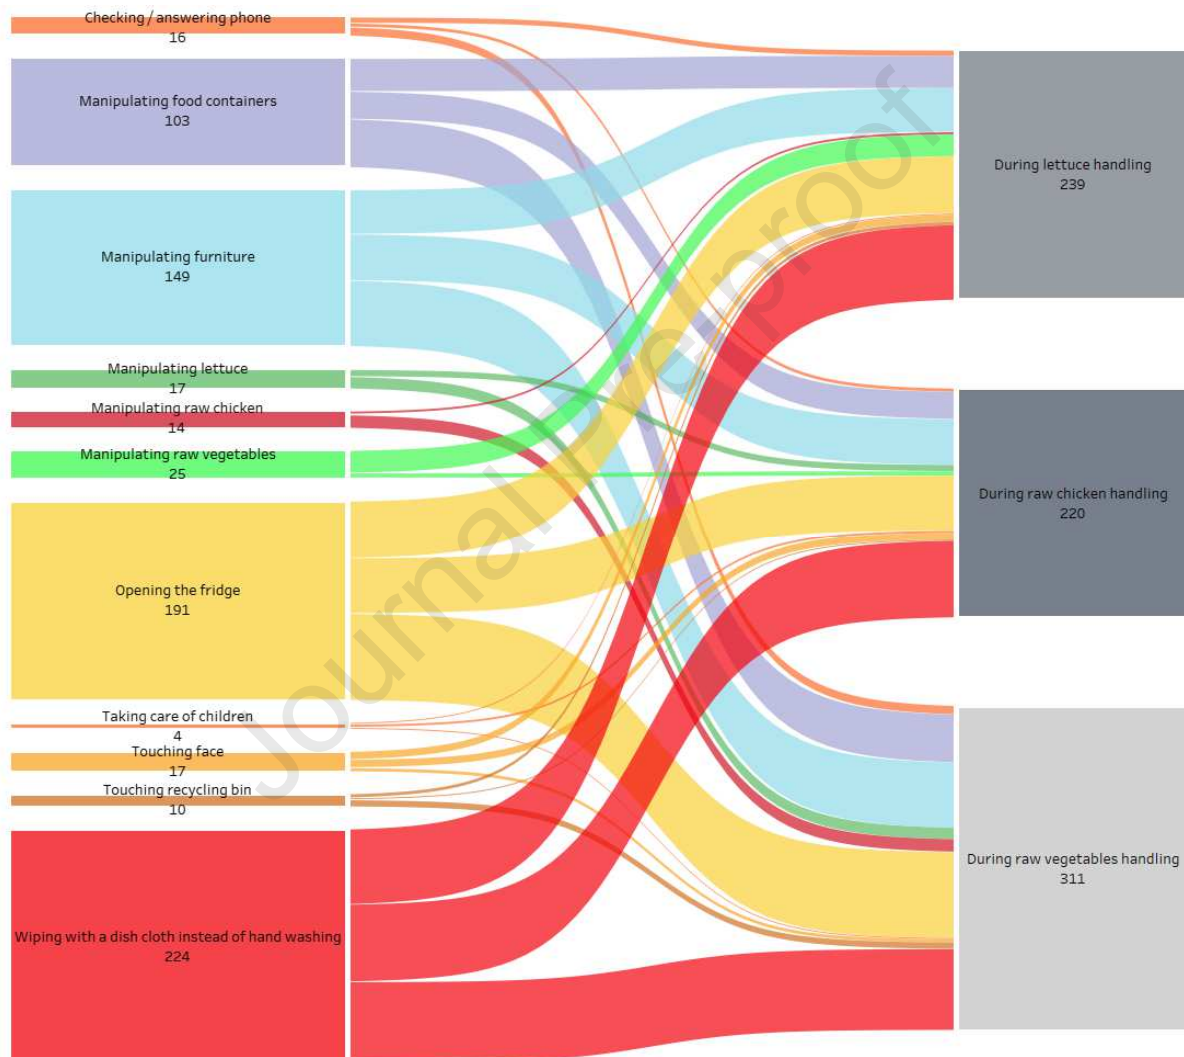 Checking / answering phone
16
Manipulating food containers
103
Manipulating furniture
149
Manipulating lettuce
17
Manipulating raw chicken
14
Manipulating raw vegetables
25
Opening the fridge
191
Taking care of children
4
Touching face
17
Touching recycling bin
10
Wiping with a dish cloth instead of hand washing
224
During lettuce handling
239
During raw chicken handling
220
During raw vegetables handling
311
Journal Pre-proof